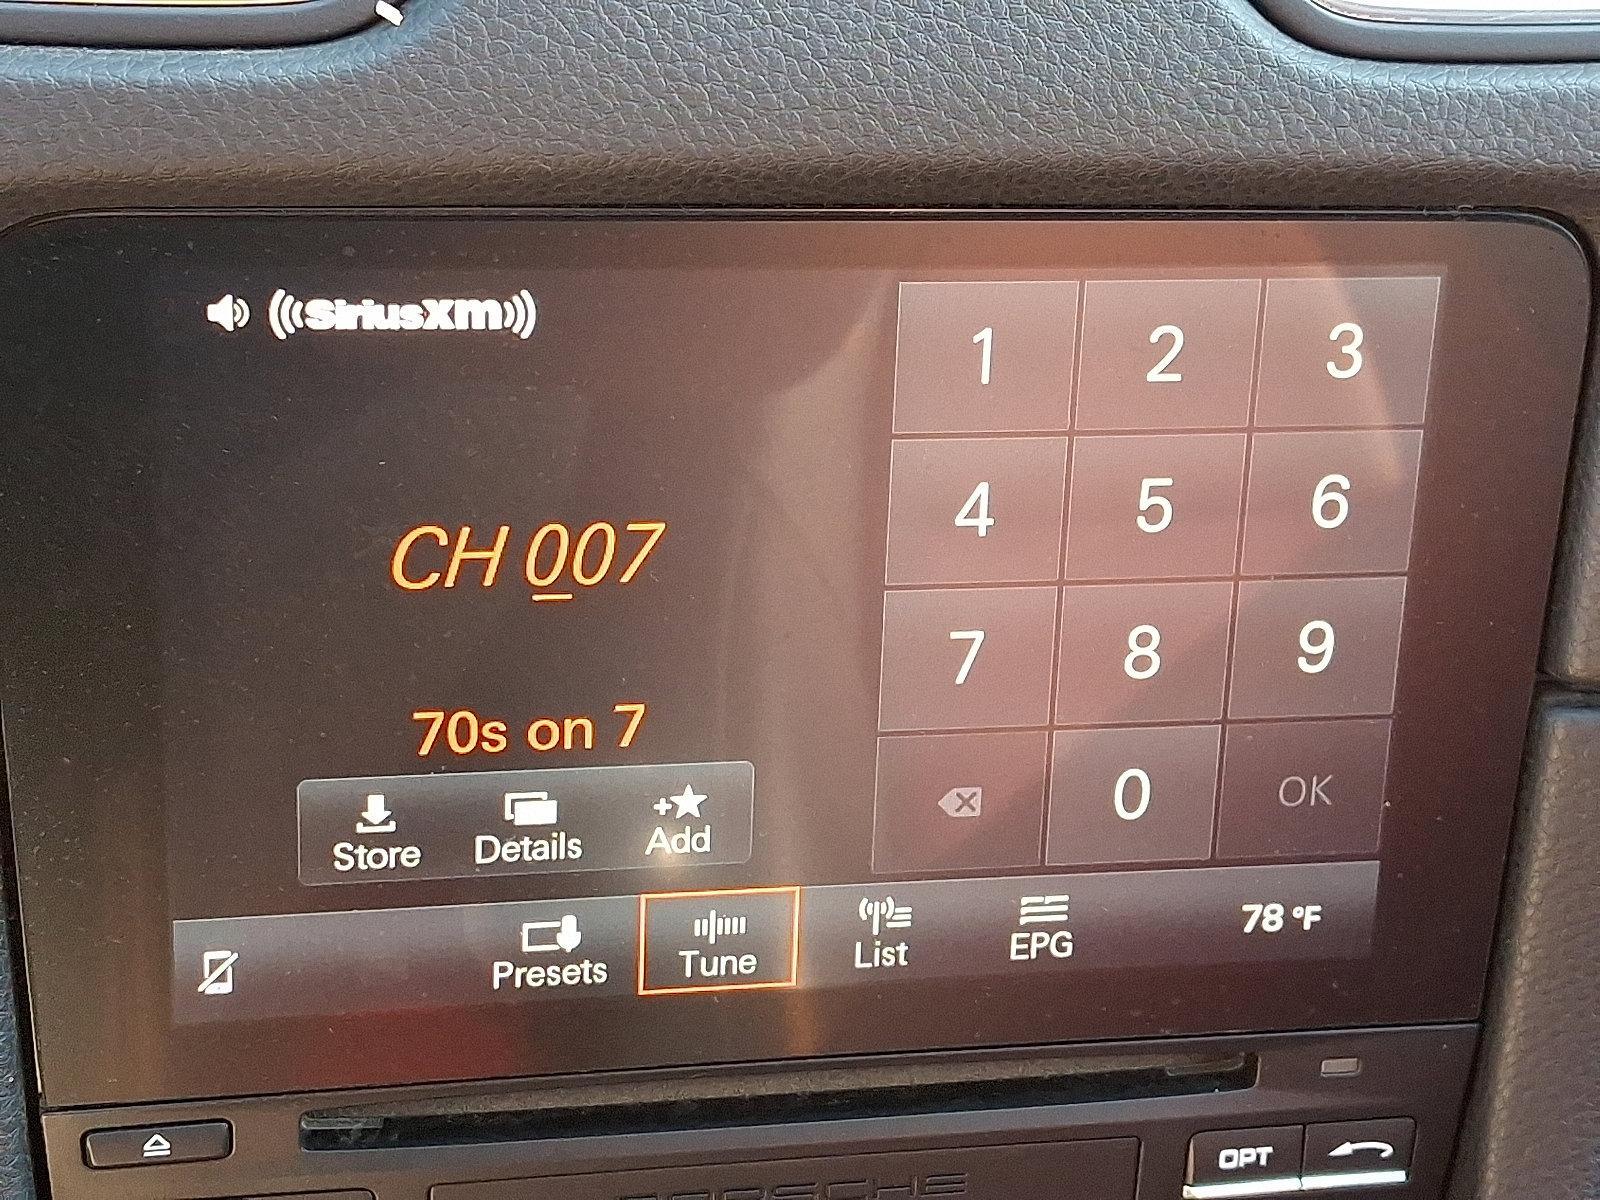 SiriusXM
1 2 3
4 5 6
CH 007
7 8 9
70s on 7
0 OK
Store Details Add
Presets Tune List EPG 78 °F
OPT
PORSCHE